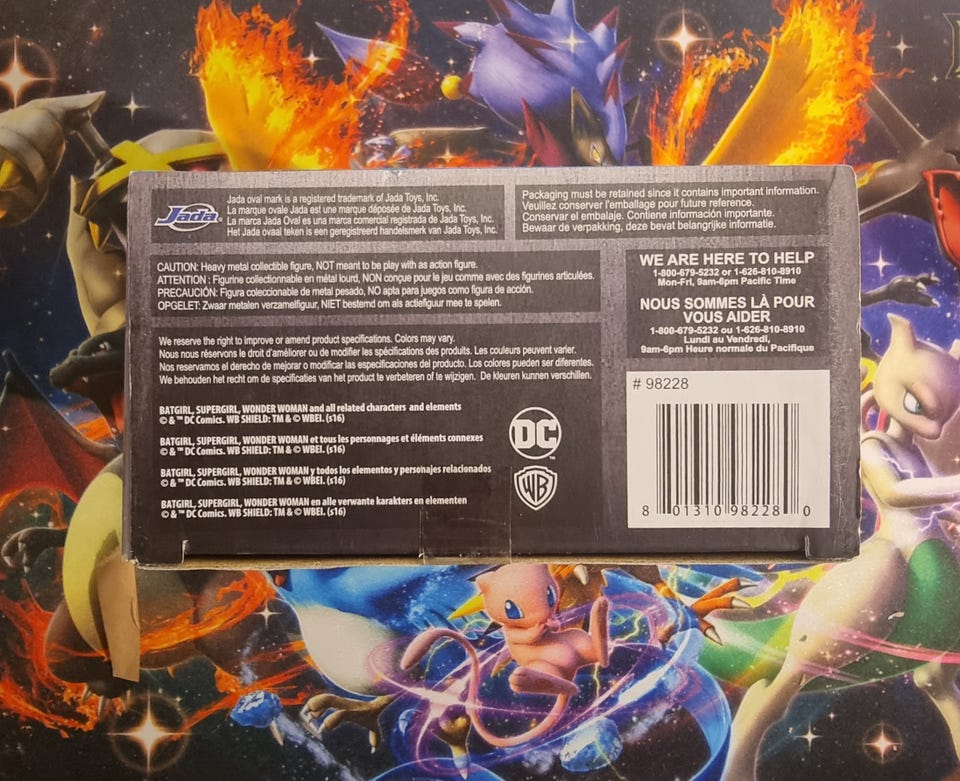 Jada
Jada oval mark is a registered trademark of Jada Toys, Inc.
La marque ovale Jada est une marque déposée de Jada Toys, Inc.
La marca Jada Oval es una marca comercial registrada de Jada Toys, Inc.
Het Jada ovaal teken is een geregistreerd handelsmerk van Jada Toys, Inc.
Packaging must be retained since it contains important information.
Veuillez conserver l'emballage pour future reference.
Conservar el embalaje. Contiene información importante.
Bewaar de verpakking, deze bevat belangrijke informatie.
CAUTION: Heavy metal collectible figure, NOT meant to be play with as action figure.
ATTENTION : Figurine collectionnable en métal lourd, NON conçue pour le jeu comme avec des figurines articulées.
PRECAUCIÓN: Figura coleccionable de metal pesado, NO apta para juegos como figura de acción.
OPGELET: Zwaar metalen verzamelfiguur, NIET bestemd om als actiefiguur mee te spelen.
WE ARE HERE TO HELP
1-800-679-5232 or 1-626-810-8910
Mon-Fri, 9am-6pm Pacific Time
NOUS SOMMES LÀ POUR
VOUS AIDER
1-800-679-5232 ou 1-626-810-8910
Lundi au Vendredi,
9am-6pm Heure normale du Pacifique
We reserve the right to improve or amend product specifications. Colors may vary.
Nous nous réservons le droit d'améliorer ou de modifier les spécifications des produits. Les couleurs peuvent varier.
Nos reservamos el derecho de mejorar o modificar las especificaciones del producto. Los colores pueden ser diferentes.
We behouden het recht om de specificaties van het product te verbeteren of te wijzigen. De kleuren kunnen verschillen.
BATGIRL, SUPERGIRL, WONDER WOMAN and all related characters and elements
© & ™ DC Comics. WB SHIELD: TM & © WBEI. (s16)
BATGIRL, SUPERGIRL, WONDER WOMAN et tous les personnages et éléments connexes
© & ™ DC Comics. WB SHIELD: TM & © WBEI. (s16)
BATGIRL, SUPERGIRL, WONDER WOMAN y todos los elementos y personajes relacionados
© & ™ DC Comics. WB SHIELD: TM & © WBEI. (s16)
BATGIRL, SUPERGIRL, WONDER WOMAN en alle verwante karakters en elementen
© & ™ DC Comics. WB SHIELD: TM & © WBEI. (s16)
DC™
WB
# 98228
8 01310 98228 0